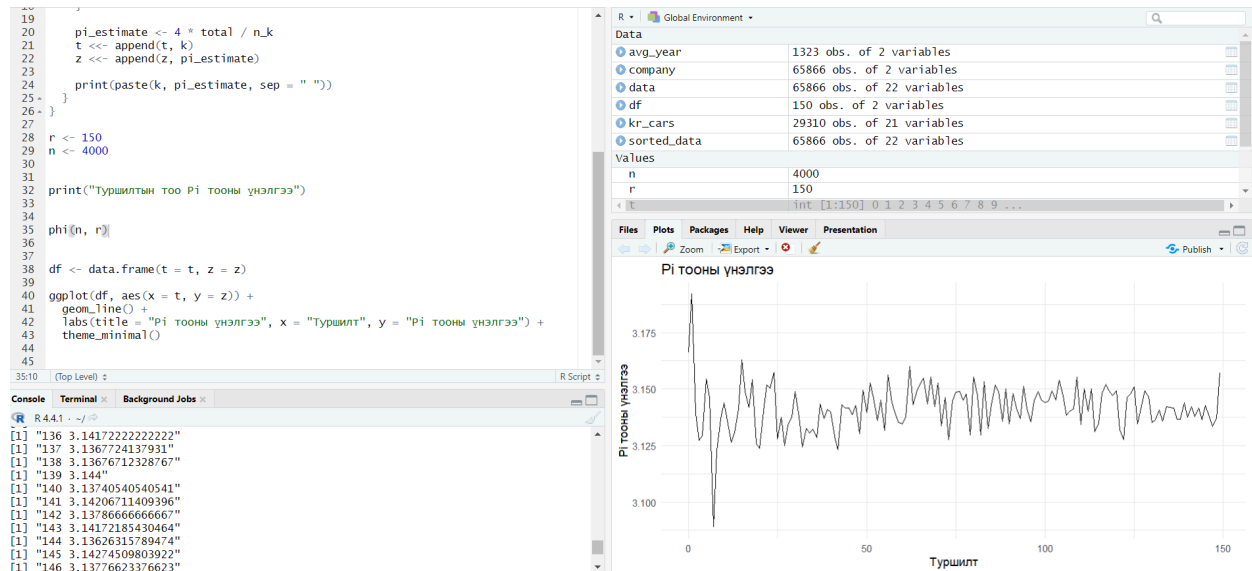 19
20 pi_estimate <- 4 * total / n_k
21 t <<- append(t, k)
22 z <<- append(z, pi_estimate)
23
24 print(paste(k, pi_estimate, sep = " "))
25 }
26 }
27
28 r <- 150
29 n <- 4000
30
31
32 print("Туршилтын тоо Pi тооны үнэлгээ")
33
34
35 phi(n, r)
36
37
38 df <- data.frame(t = t, z = z)
39
40 ggplot(df, aes(x = t, y = z)) +
41 geom_line() +
42 labs(title = "Pi тооны үнэлгээ", x = "Туршилт", y = "Pi тооны үнэлгээ") +
43 theme_minimal()
44
45
35:10 (Top Level) R Script
Console Terminal Background Jobs
R 4.4.1 · ~/
[1] "136 3.14172222222222"
[1] "137 3.1367724137931"
[1] "138 3.13676712328767"
[1] "139 3.144"
[1] "140 3.13740540540541"
[1] "141 3.14206711409396"
[1] "142 3.13786666666667"
[1] "143 3.14172185430464"
[1] "144 3.13626315789474"
[1] "145 3.14274509803922"
[1] "146 3.13776623376623"
R Global Environment
Data
avg_year 1323 obs. of 2 variables
company 65866 obs. of 2 variables
data 65866 obs. of 22 variables
df 150 obs. of 2 variables
kr_cars 29310 obs. of 21 variables
sorted_data 65866 obs. of 22 variables
Values
n 4000
r 150
t int [1:150] 0 1 2 3 4 5 6 7 8 9 ...
Files Plots Packages Help Viewer Presentation
Zoom Export Publish
Pi тооны үнэлгээ
Pi тооны үнэлгээ
3.175
3.150
3.125
3.100
0 50 100 150
Туршилт